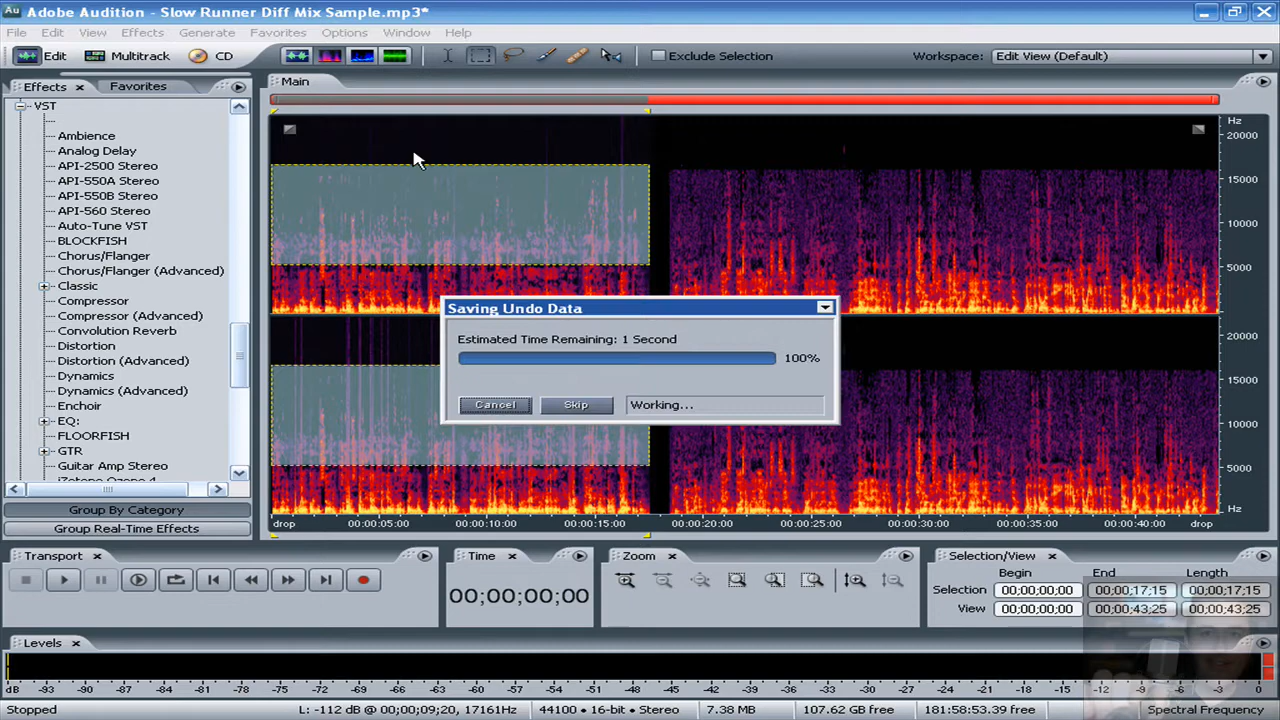 Au Adobe Audition - Slow Runner Diff Mix Sample.mp3*
File Edit View Effects Generate Favorites Options Window Help
Edit Multitrack CD Exclude Selection Workspace: Edit View (Default)
Effects Favorites
Main
VST
Ambience
Analog Delay
API-2500 Stereo
API-550A Stereo
API-550B Stereo
API-560 Stereo
Auto-Tune VST
BLOCKFISH
Chorus/Flanger
Chorus/Flanger (Advanced)
Classic
Compressor
Compressor (Advanced)
Convolution Reverb
Distortion
Distortion (Advanced)
Dynamics
Dynamics (Advanced)
Enchoir
EQ:
FLOORFISH
GTR
Guitar Amp Stereo
iZotope Ozone 4
Group By Category
Group Real-Time Effects
Hz
20000
15000
10000
5000
Hz
20000
15000
10000
5000
Hz
Saving Undo Data
Estimated Time Remaining: 1 Second
100%
Cancel Skip Working...
drop 00:00:05:00 00:00:10:00 00:00:15:00 00:00:20:00 00:00:25:00 00:00:30:00 00:00:35:00 00:00:40:00 drop
Transport
Time
00;00;00;00
Zoom
Selection/View
Begin End Length
Selection 00;00;00;00 00;00;17;15 00;00;17;15
View 00;00;00;00 00;00;43;25 00;00;43;25
Levels
dB -93 -90 -87 -84 -81 -78 -75 -72 -69 -66 -63 -60 -57 -54 -51 -48 -45 -42 -39 -36 -33 -30 -27 -24 -21 -18 -15 -12 -9 -6 -3 0
Stopped L: -112 dB @ 00;00;09;20, 17161Hz 44100 • 16-bit • Stereo 7.38 MB 107.62 GB free 181:58:53.39 free Spectral Frequency